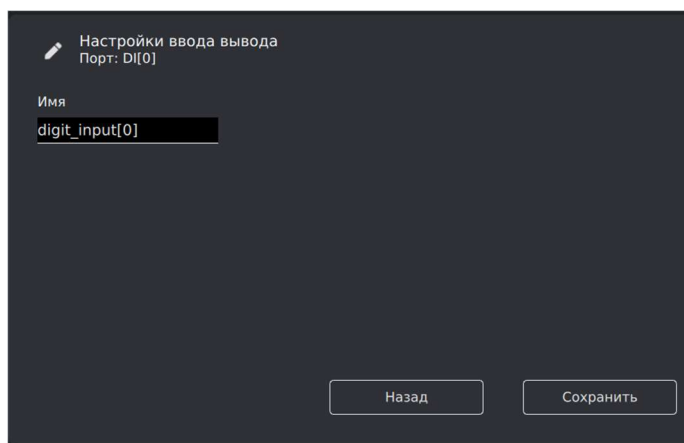 Настройки ввода вывода
Порт: DI[0]
Имя
digit_input[0]
Назад
Сохранить